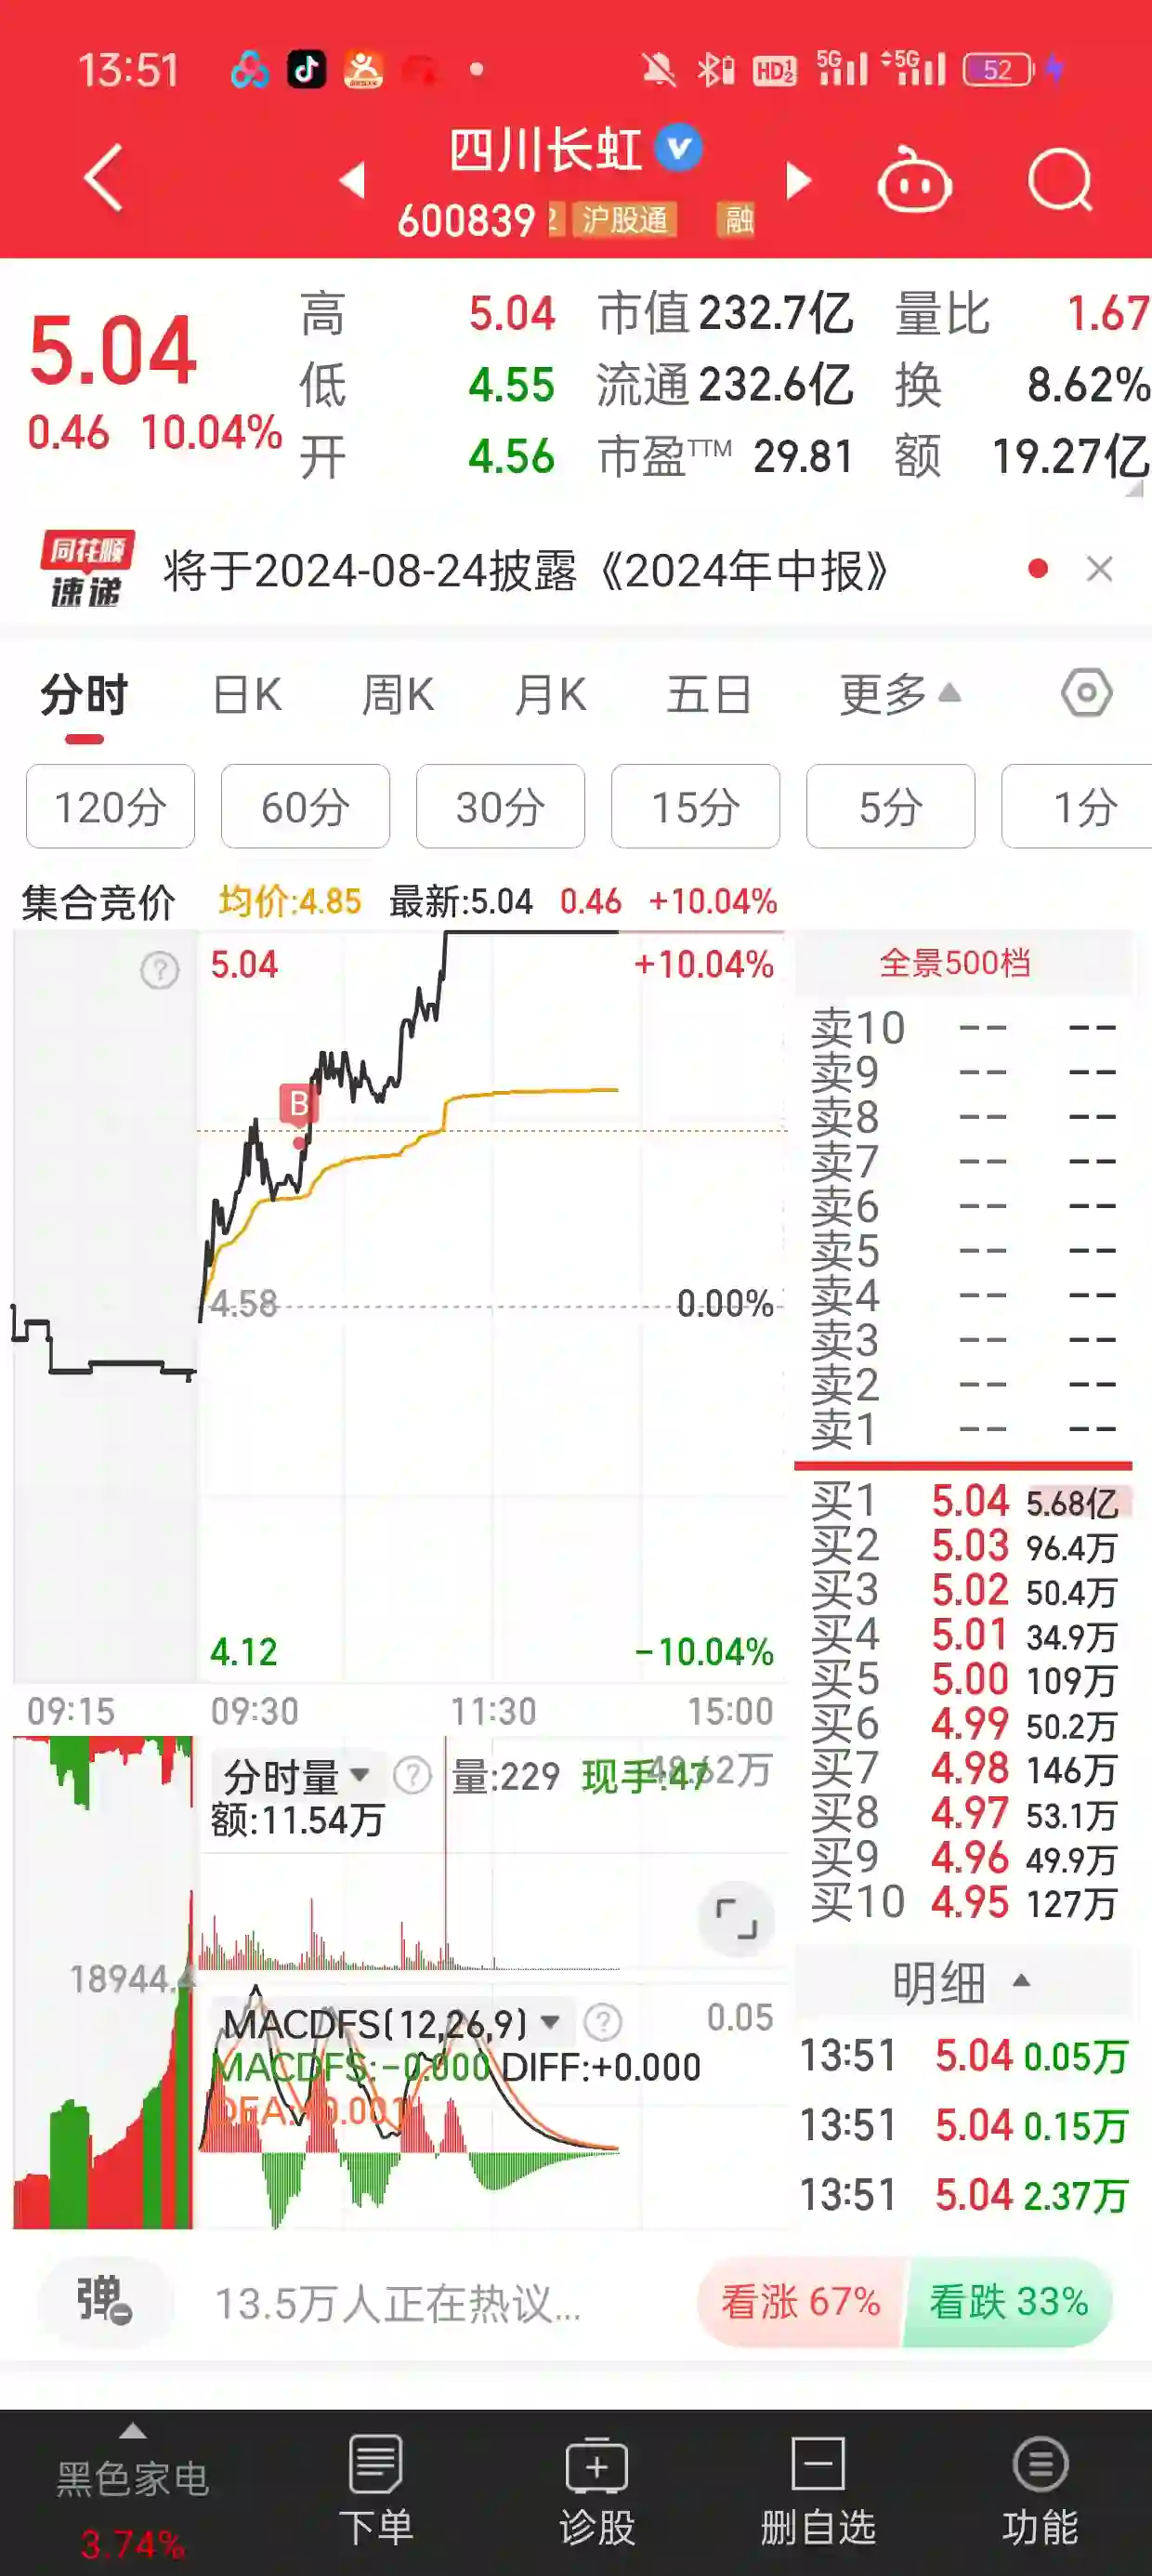 13:51 HD 1 2 5G 5G 52
四川长虹
600839 2 沪股通 融
5.04
0.46 10.04%
高 5.04 市值 232.7亿 量比 1.67
低 4.55 流通 232.6亿 换 8.62%
开 4.56 市盈TTM 29.81 额 19.27亿
同花顺
速递
将于2024-08-24披露《2024年中报》
分时 日K 周K 月K 五日 更多
120分 60分 30分 15分 5分 1分
集合竞价 均价:4.85 最新:5.04 0.46 +10.04%
5.04 +10.04%
B
4.58 0.00%
4.12 -10.04%
09:15 09:30 11:30 15:00
全景500档
卖10 -- --
卖9 -- --
卖8 -- --
卖7 -- --
卖6 -- --
卖5 -- --
卖4 -- --
卖3 -- --
卖2 -- --
卖1 -- --
买1 5.04 5.68亿
买2 5.03 96.4万
买3 5.02 50.4万
买4 5.01 34.9万
买5 5.00 109万
买6 4.99 50.2万
买7 4.98 146万
买8 4.97 53.1万
买9 4.96 49.9万
买10 4.95 127万
分时量 量:229 现手:47
额:11.54万
18944.4
MACDFS(12,26,9) 0.05
MACDFS:-0.000 DIFF:+0.000
明细
13:51 5.04 0.05万
13:51 5.04 0.15万
13:51 5.04 2.37万
弹 13.5万人正在热议... 看涨 67% 看跌 33%
黑色家电
3.74%
下单 诊股 删自选 功能